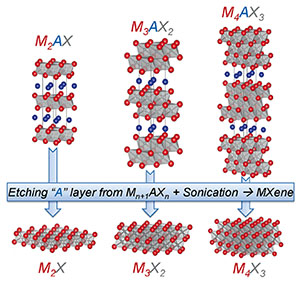 M₂AX
M₃AX₂
M₄AX₃
Etching "A" layer from Mₙ₊₁AXₙ + Sonication → MXene
M₂X
M₃X₂
M₄X₃